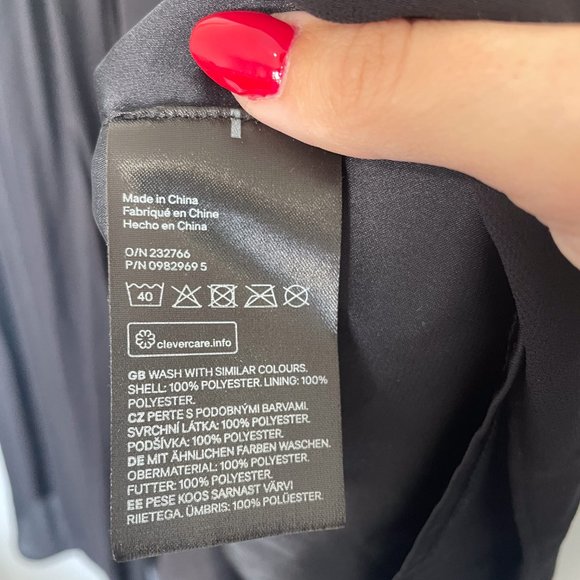 Made in China
Fabriqué en Chine
Hecho en China
O/N 232766
P/N 0982969 5
40
clevercare.info
GB WASH WITH SIMILAR COLOURS.
SHELL: 100% POLYESTER. LINING: 100%
POLYESTER.
CZ PERTE S PODOBNÝMI BARVAMI.
SVRCHNÍ LÁTKA: 100% POLYESTER.
PODŠÍVKA: 100% POLYESTER.
DE MIT ÄHNLICHEN FARBEN WASCHEN.
OBERMATERIAL: 100% POLYESTER.
FUTTER: 100% POLYESTER.
EE PESE KOOS SARNAST VÄRVI
RIIETEGA. ÜMBRIS: 100% POLÜESTER.